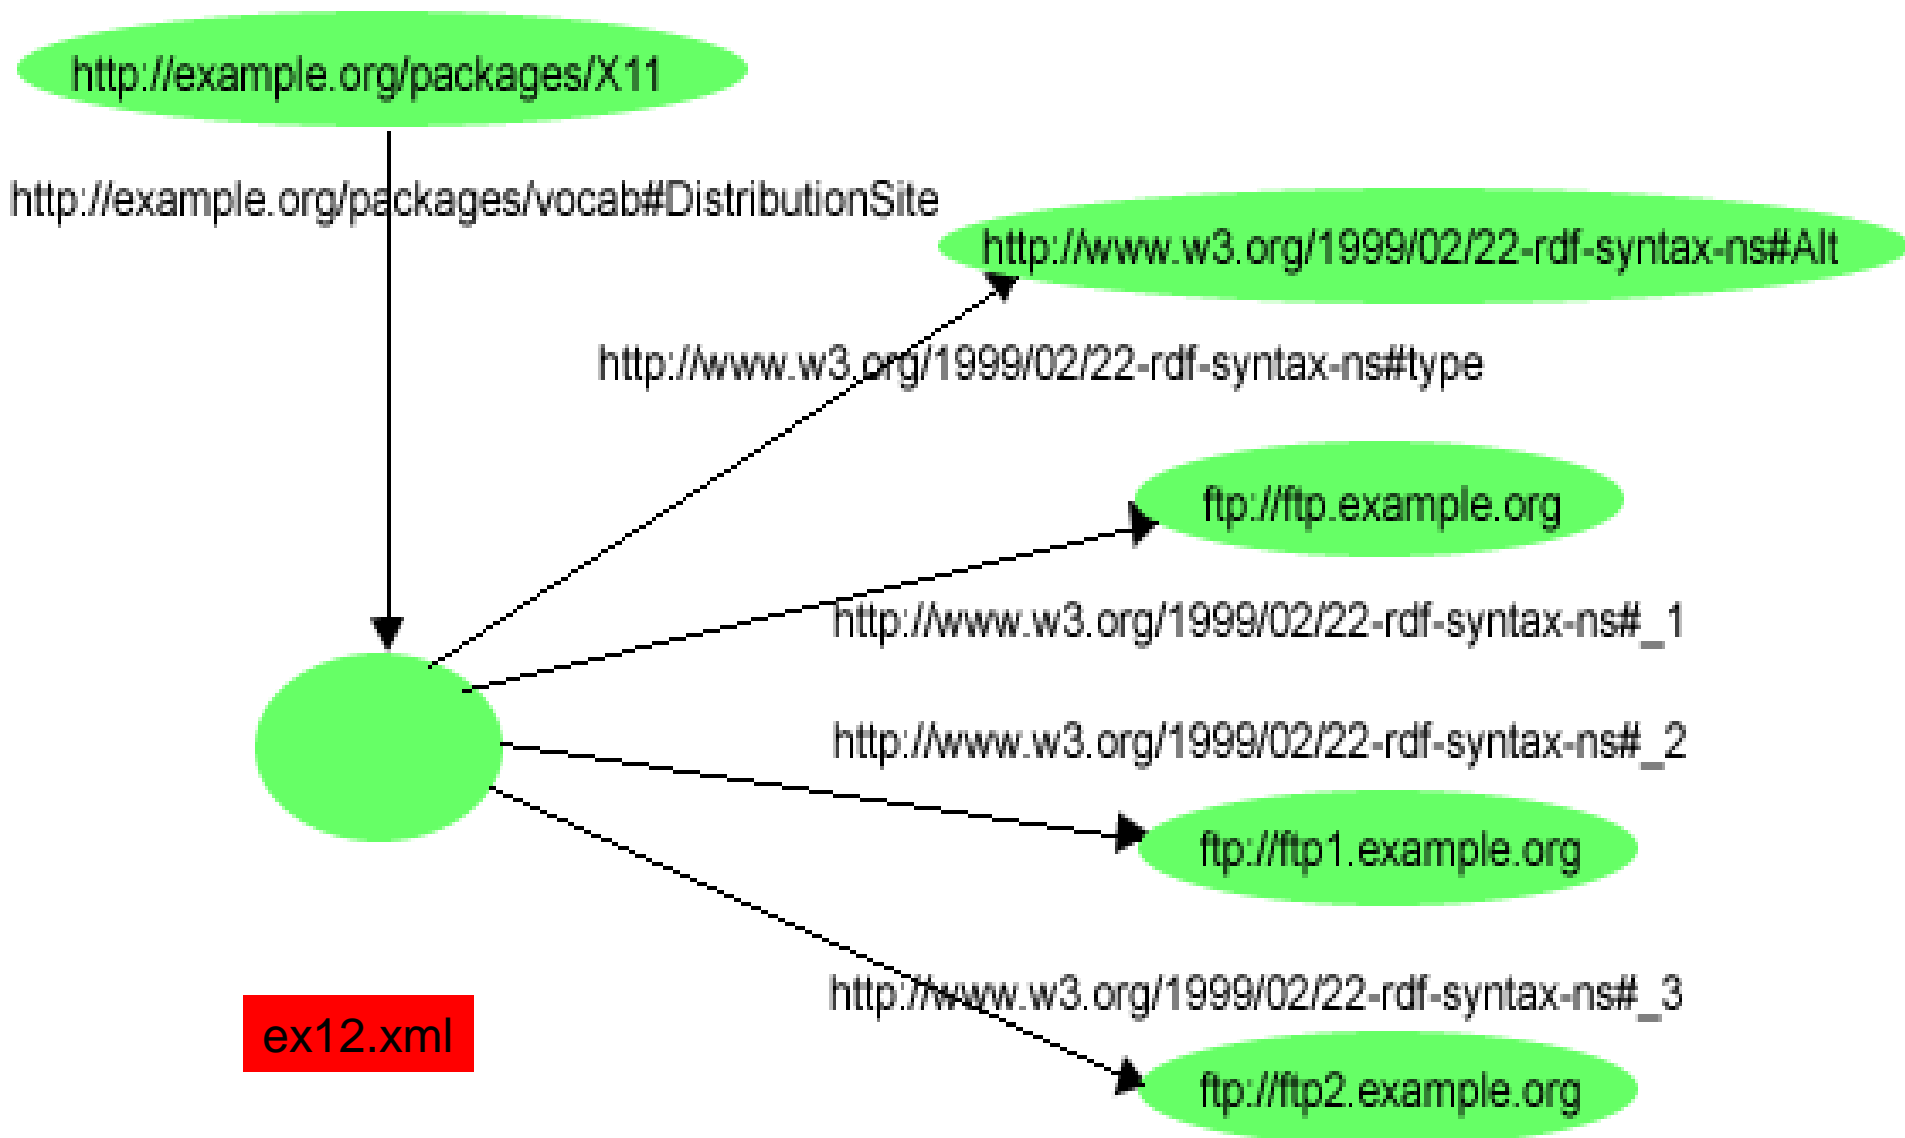 http://example.org/packages/X11
http://example.org/packages/vocab#DistributionSite
http://www.w3.org/1999/02/22-rdf-syntax-ns#Alt
http://www.w3.org/1999/02/22-rdf-syntax-ns#type
ftp://ftp.example.org
http://www.w3.org/1999/02/22-rdf-syntax-ns#_1
http://www.w3.org/1999/02/22-rdf-syntax-ns#_2
ftp://ftp1.example.org
http://www.w3.org/1999/02/22-rdf-syntax-ns#_3
ex12.xml
ftp://ftp2.example.org